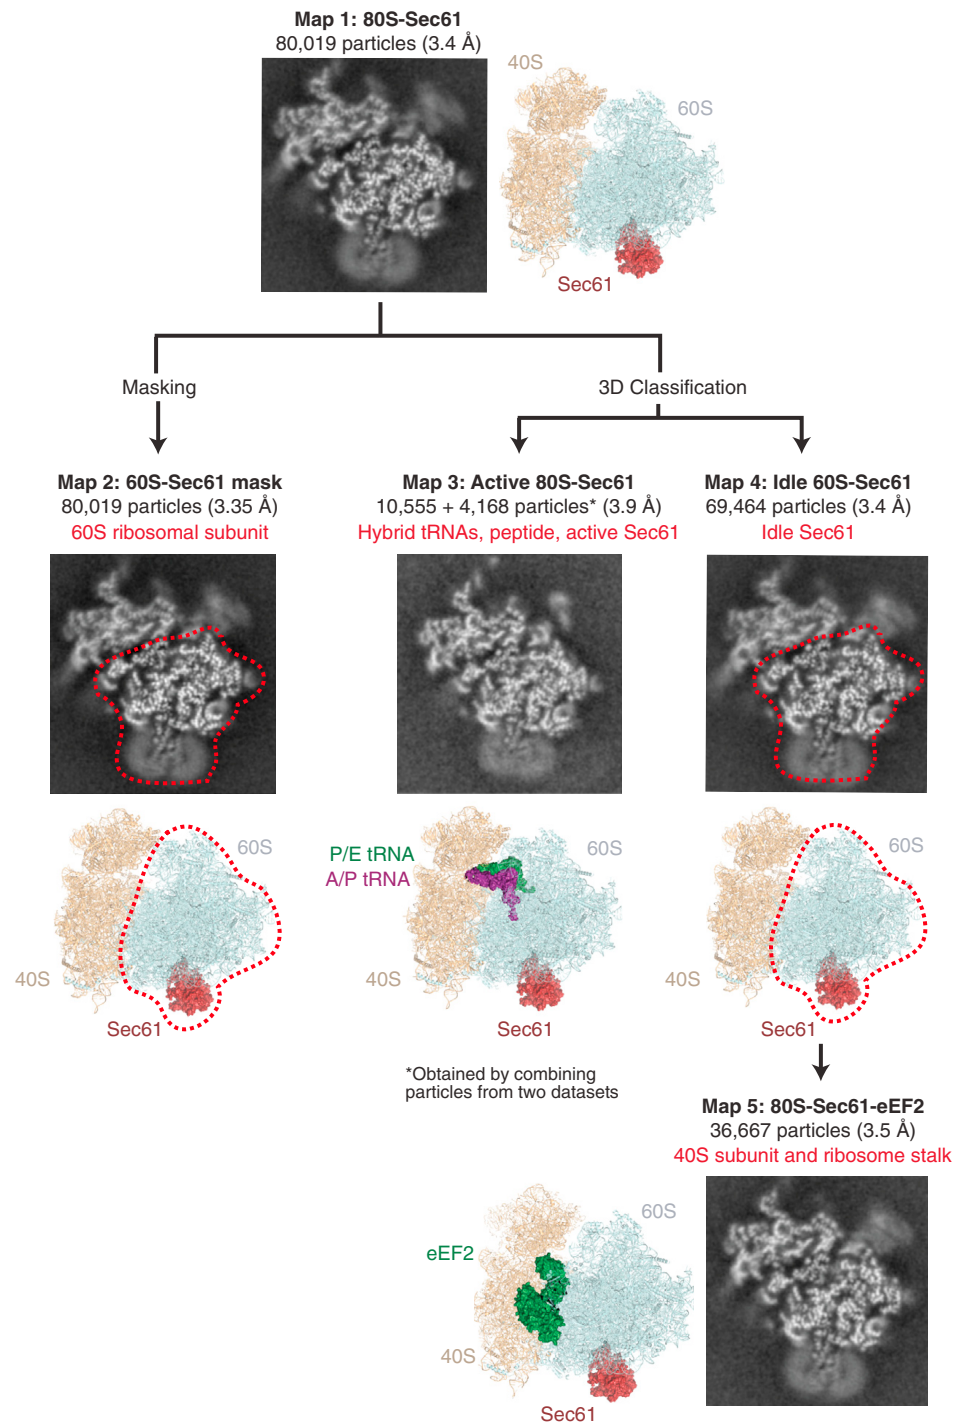 Map 1: 80S-Sec61
80,019 particles (3.4 Å)
40S
60S
Sec61
Masking
3D Classification
Map 2: 60S-Sec61 mask
80,019 particles (3.35 Å)
60S ribosomal subunit
Map 3: Active 80S-Sec61
10,555 + 4,168 particles* (3.9 Å)
Hybrid tRNAs, peptide, active Sec61
Map 4: Idle 60S-Sec61
69,464 particles (3.4 Å)
Idle Sec61
60S
40S
Sec61
P/E tRNA
A/P tRNA
60S
40S
Sec61
60S
40S
Sec61
*Obtained by combining
particles from two datasets
Map 5: 80S-Sec61-eEF2
36,667 particles (3.5 Å)
40S subunit and ribosome stalk
60S
eEF2
40S
Sec61